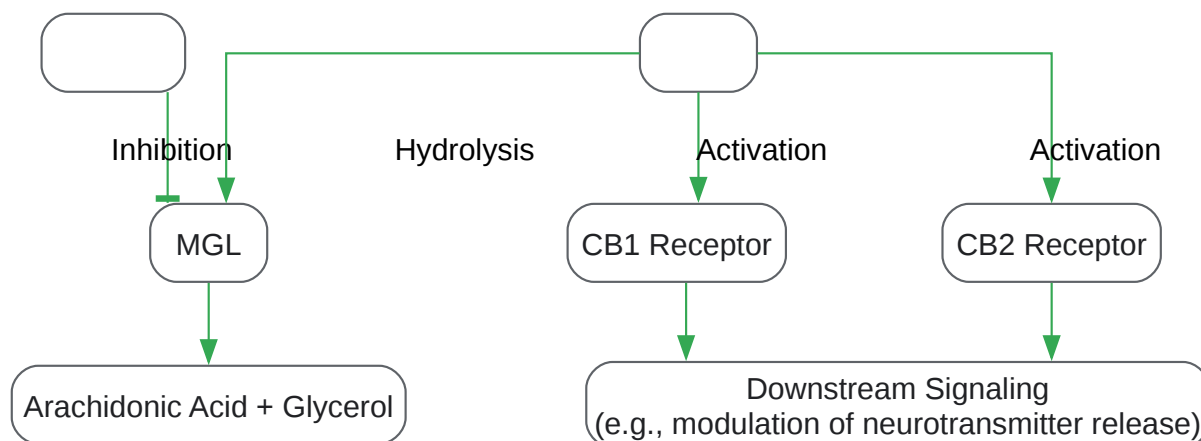 Inhibition
Hydrolysis
Activation
Activation
MGL
CB1 Receptor
CB2 Receptor
Arachidonic Acid + Glycerol
Downstream Signaling
(e.g., modulation of neurotransmitter release)